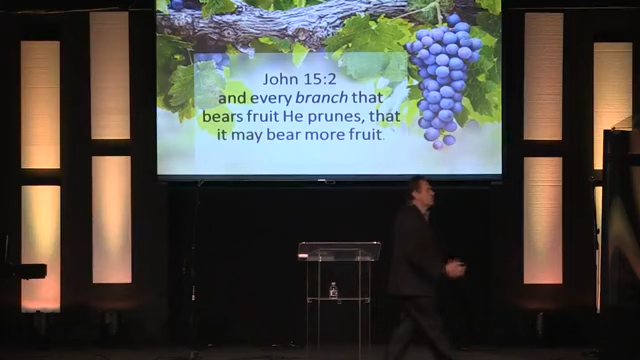 John 15:2
and every branch that
bears fruit He prunes, that
it may bear more fruit.